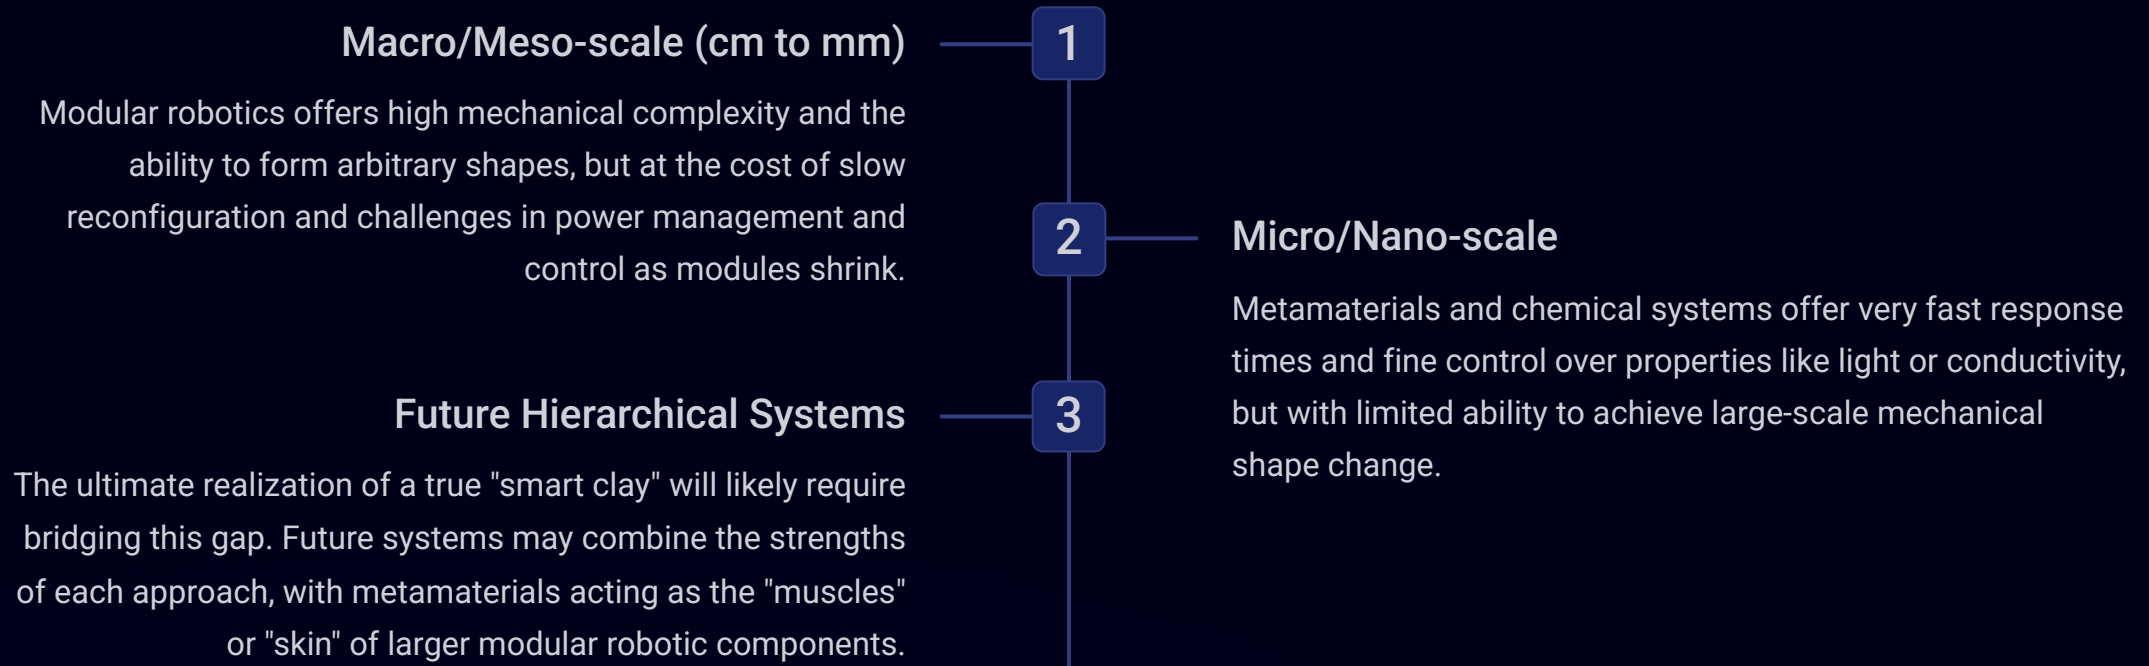 Macro/Meso-scale (cm to mm)
1
Modular robotics offers high mechanical complexity and the
ability to form arbitrary shapes, but at the cost of slow
reconfiguration and challenges in power management and
control as modules shrink.
2
Micro/Nano-scale
Metamaterials and chemical systems offer very fast response
times and fine control over properties like light or conductivity,
but with limited ability to achieve large-scale mechanical
shape change.
Future Hierarchical Systems
3
The ultimate realization of a true "smart clay" will likely require
bridging this gap. Future systems may combine the strengths
of each approach, with metamaterials acting as the "muscles"
or "skin" of larger modular robotic components.